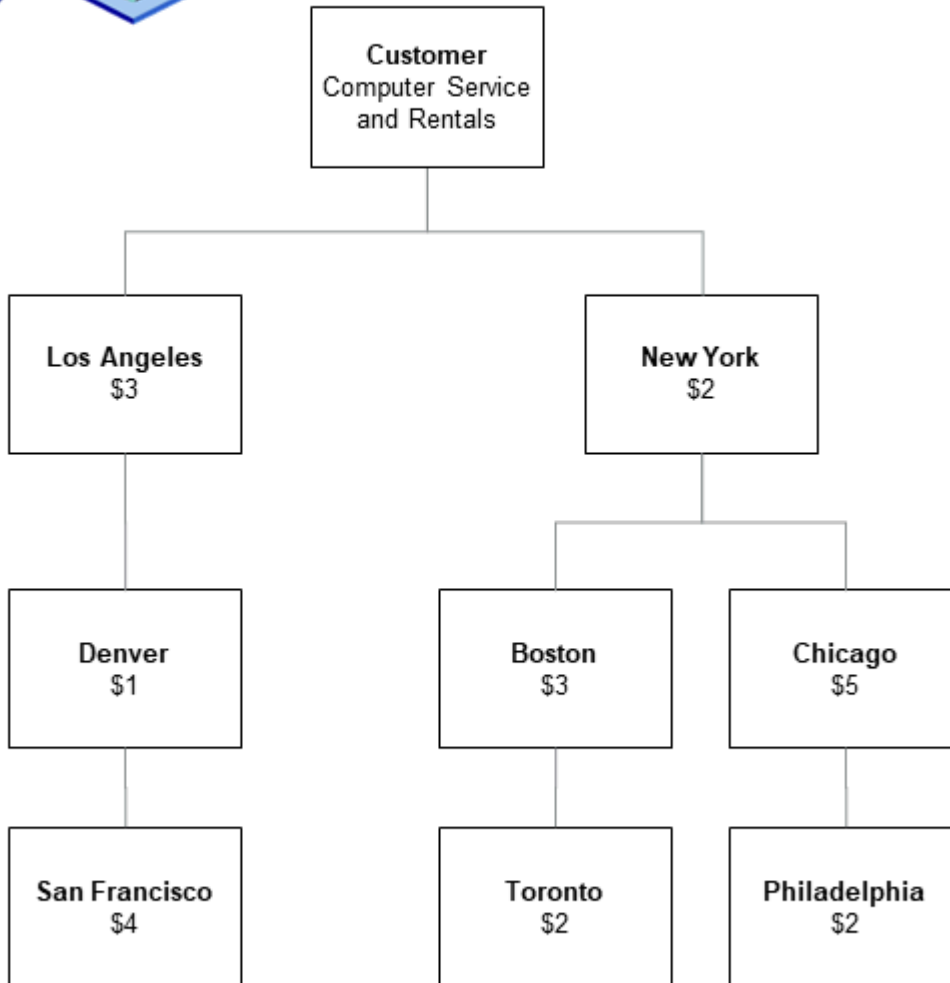 Customer
Computer Service
and Rentals
Los Angeles
$3
New York
$2
Denver
$1
Boston
$3
Chicago
$5
San Francisco
$4
Toronto
$2
Philadelphia
$2